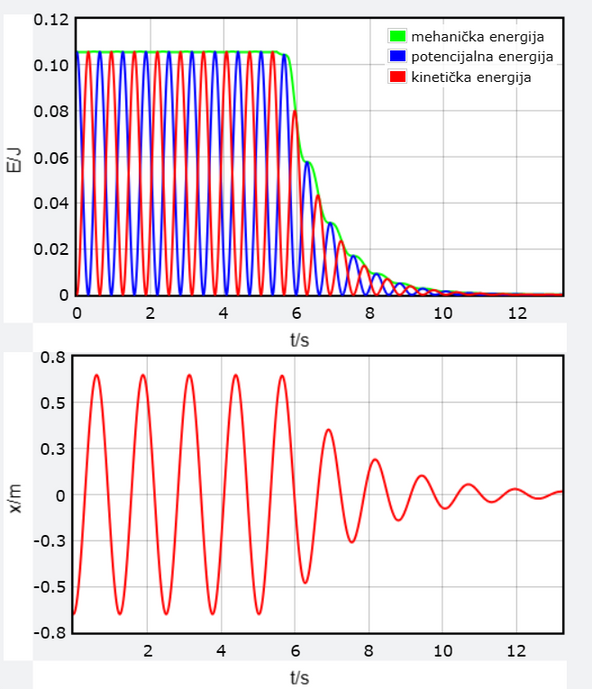 0.12
mehanička energija
potencijalna energija
kinetička energija
0.10
0.08
0.06
0.04
0.02
0
E/J
0 2 4 6 8 10 12
t/s
0.8
0.5
0.3
0
-0.3
-0.5
-0.8
x/m
2 4 6 8 10 12
t/s